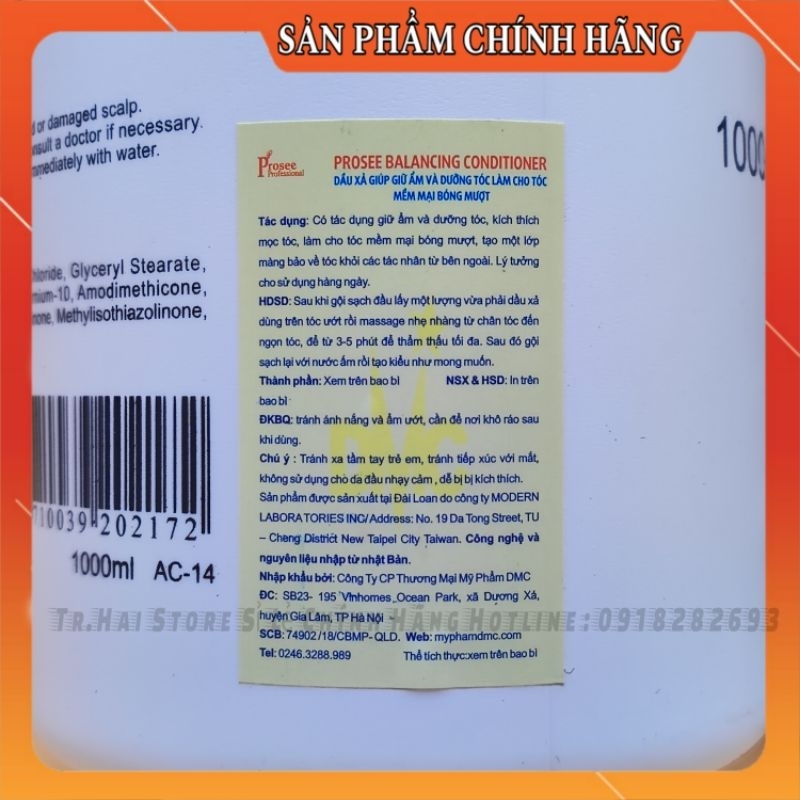 SẢN PHẨM CHÍNH HÃNG
d or damaged scalp.
nsult a doctor if necessary.
mmediately with water.
1000
Prosee
Professional
PROSEE BALANCING CONDITIONER
DẦU XẢ GIÚP GIỮ ẨM VÀ DƯỠNG TÓC LÀM CHO TÓC
MỀM MẠI BÓNG MƯỢT
Tác dụng: Có tác dụng giữ ẩm và dưỡng tóc, kích thích
mọc tóc, làm cho tóc mềm mại bóng mượt, tạo một lớp
màng bảo vệ tóc khỏi các tác nhân từ bên ngoài. Lý tưởng
cho sử dụng hàng ngày.
HDSD: Sau khi gội sạch đầu lấy một lượng vừa phải dầu xả
dùng trên tóc ướt rồi massage nhẹ nhàng từ chân tóc đến
ngọn tóc, để từ 3-5 phút để thẩm thấu tối đa. Sau đó gội
sạch lại với nước ấm rồi tạo kiểu như mong muốn.
Thành phần: Xem trên bao bì NSX & HSD: In trên
bao bì
ĐKBQ: tránh ánh nắng và ẩm ướt, cần để nơi khô ráo sau
khi dùng.
Chú ý : Tránh xa tầm tay trẻ em, tránh tiếp xúc với mắt,
không sử dụng cho da đầu nhạy cảm , dễ bị bị kích thích.
Sản phẩm được sản xuất tại Đài Loan do công ty MODERN
LABORATORIES INC/ Address: No. 19 Da Tong Street, TU
– Cheng District New Taipei City Taiwan. Công nghệ và
nguyên liệu nhập từ nhật Bản.
Nhập khẩu bởi: Công Ty CP Thương Mại Mỹ Phẩm DMC
ĐC: SB23- 195 Vinhomes Ocean Park, xã Dương Xá,
huyện Gia Lâm, TP Hà Nội -
SCB: 74902 /18/CBMP- QLD. Web: myphamdmc.com
Tel: 0246.3288.989 Thể tích thực:xem trên bao bì
DMC
hloride, Glyceryl Stearate,
mium-10, Amodimethicone,
none, Methylisothiazolinone,
710039 202172
1000ml AC-14
Tr.Hai Store Sỉ Lẻ Chính Hãng Hotline: 0918282693